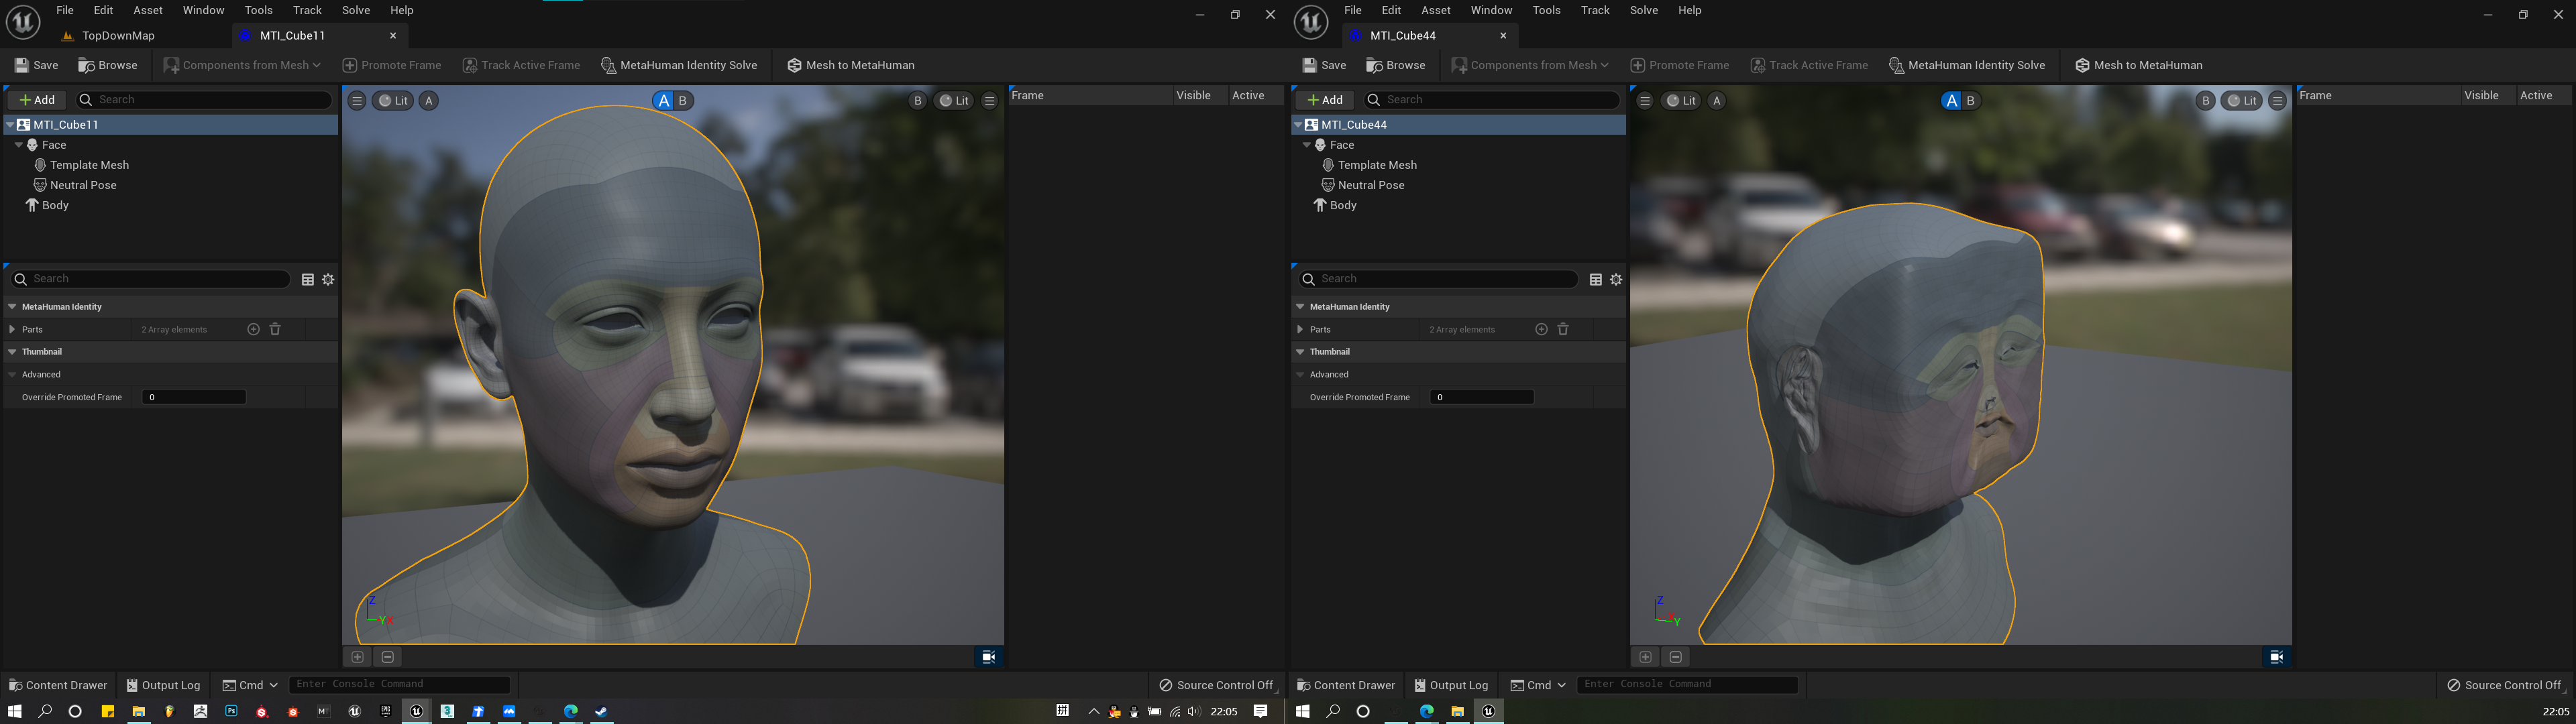 File Edit Asset Window Tools Track Solve Help
TopDownMap MTI_Cube11
Save Browse Components from Mesh Promote Frame Track Active Frame MetaHuman Identity Solve Mesh to MetaHuman
Add Search
MTI_Cube11
Face
Template Mesh
Neutral Pose
Body
Search
MetaHuman Identity
Parts 2 Array elements
Thumbnail
Advanced
Override Promoted Frame 0
Lit A A B B Lit
Z
Y X
Frame Visible Active
Content Drawer Output Log Cmd Enter Console Command Source Control Off
22:05
File Edit Asset Window Tools Track Solve Help
MTI_Cube44
Save Browse Components from Mesh Promote Frame Track Active Frame MetaHuman Identity Solve Mesh to MetaHuman
Add Search
MTI_Cube44
Face
Template Mesh
Neutral Pose
Body
Search
MetaHuman Identity
Parts 2 Array elements
Thumbnail
Advanced
Override Promoted Frame 0
Lit A A B B Lit
Z
X
Y
Frame Visible Active
Content Drawer Output Log Cmd Enter Console Command Source Control Off
22:05